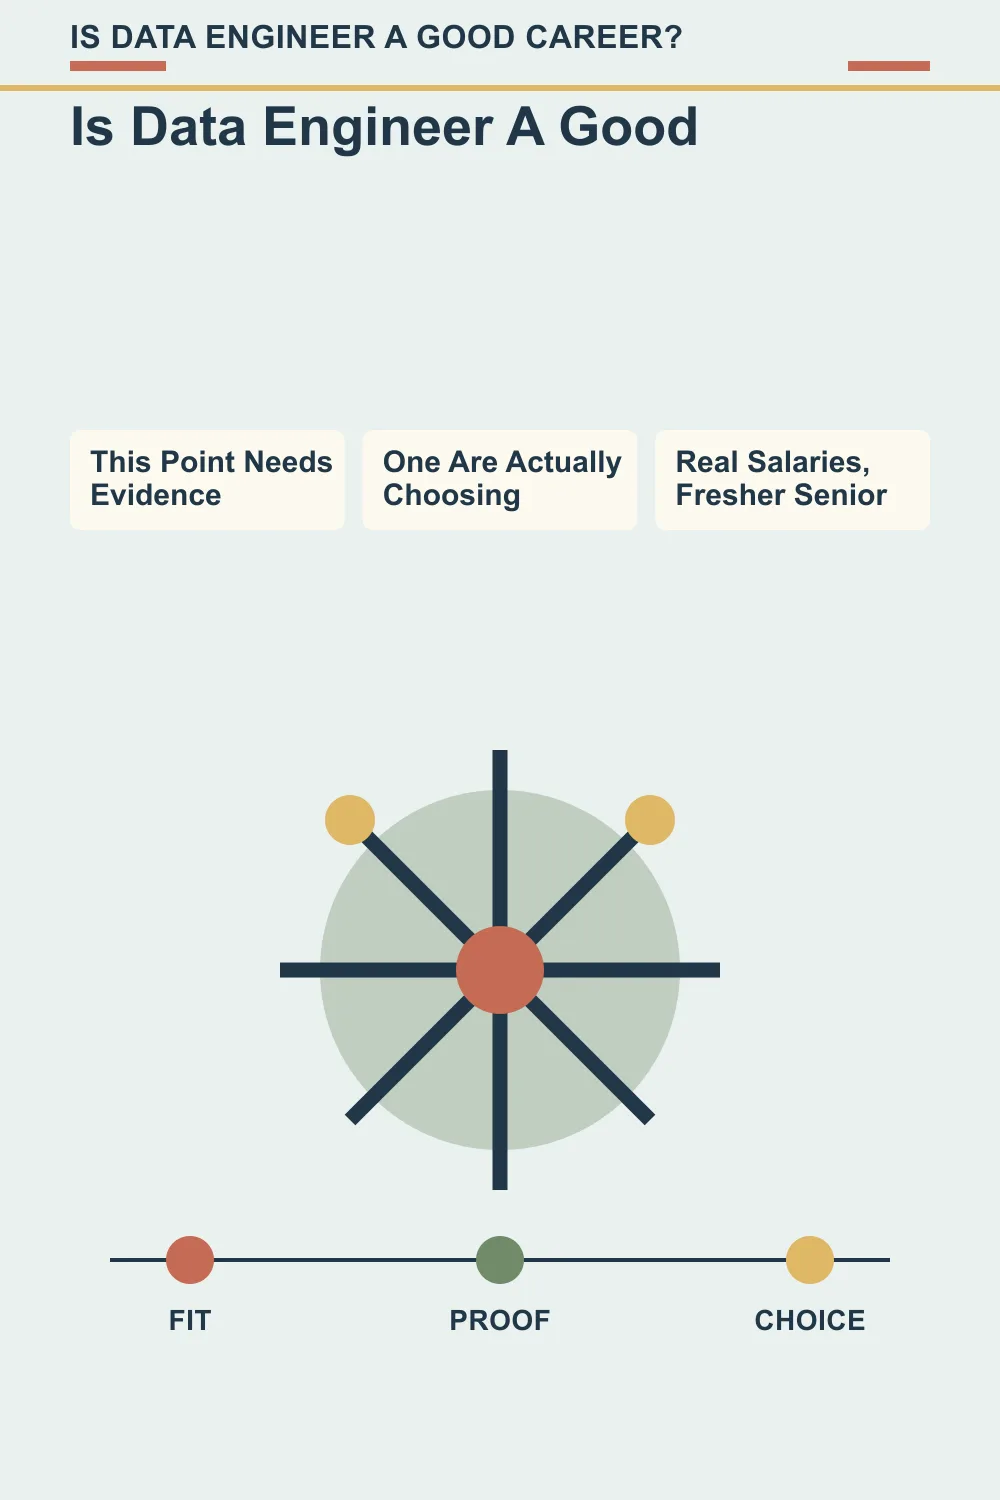 IS DATA ENGINEER A GOOD CAREER?
Is Data Engineer A Good
This Point Needs
Evidence
One Are Actually
Choosing
Real Salaries,
Fresher Senior
FIT
PROOF
CHOICE